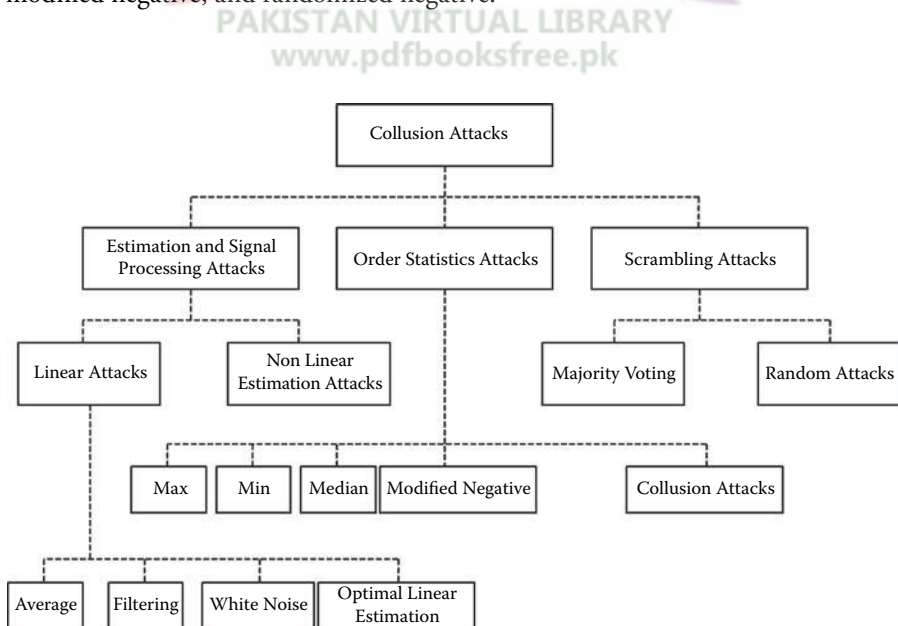 modified negative, and randomized negative.
PAKISTAN VIRTUAL LIBRARY
www.pdfbooksfree.pk
Collusion Attacks
Estimation and Signal
Processing Attacks
Order Statistics Attacks
Scrambling Attacks
Linear Attacks
Non Linear
Estimation Attacks
Majority Voting
Random Attacks
Max
Min
Median
Modified Negative
Collusion Attacks
Average
Filtering
White Noise
Optimal Linear
Estimation